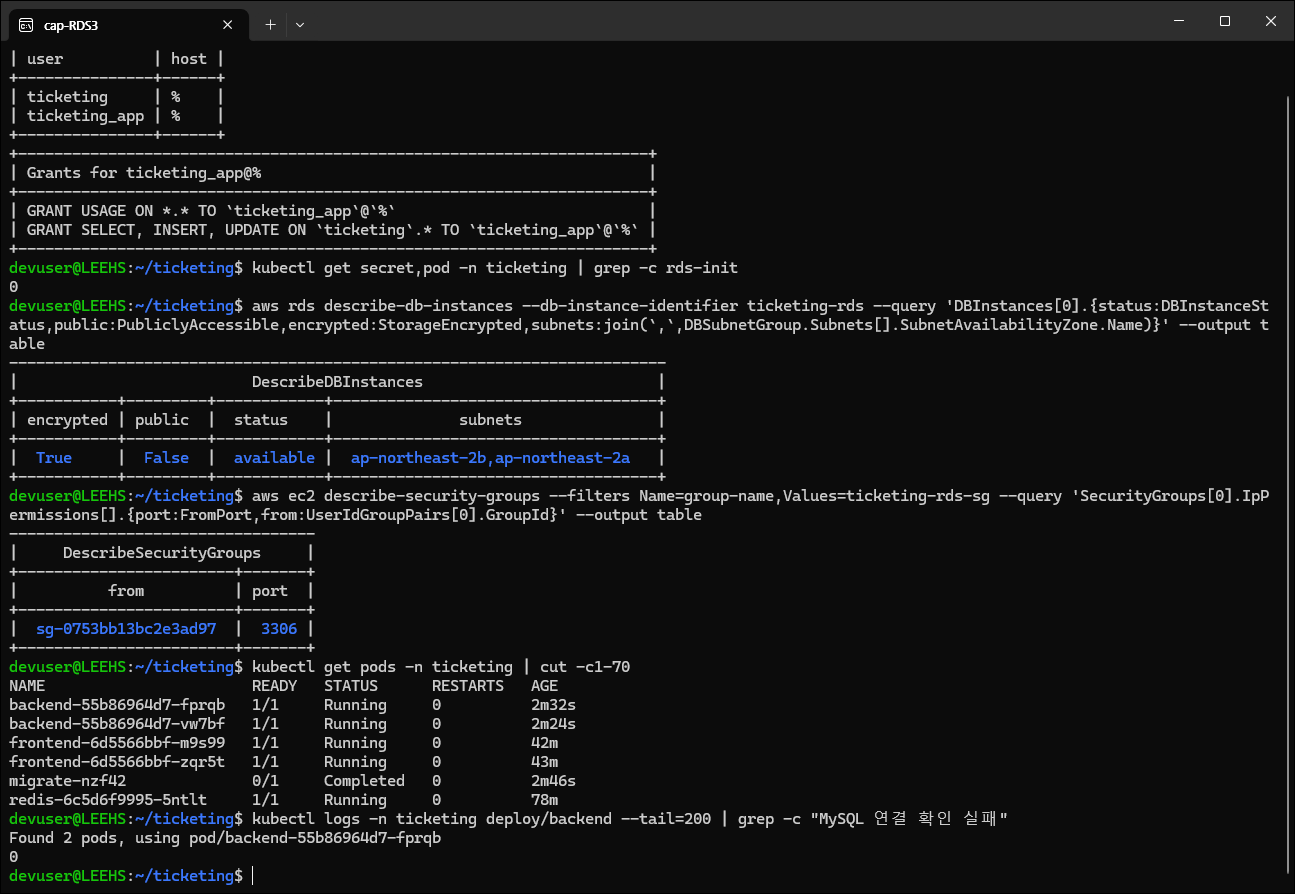 cap-RDS3
| user          | host |
+---------------+------+
| ticketing     | %    |
| ticketing_app | %    |
+---------------+------+
+----------------------------------------------------------------------+
| Grants for ticketing_app@%                                           |
+----------------------------------------------------------------------+
| GRANT USAGE ON *.* TO `ticketing_app`@`%`                            |
| GRANT SELECT, INSERT, UPDATE ON `ticketing`.* TO `ticketing_app`@`%` |
+----------------------------------------------------------------------+
devuser@LEEHS:~/ticketing$ kubectl get secret,pod -n ticketing | grep -c rds-init
0
devuser@LEEHS:~/ticketing$ aws rds describe-db-instances --db-instance-identifier ticketing-rds --query 'DBInstances[0].{status:DBInstanceSt
atus,public:PubliclyAccessible,encrypted:StorageEncrypted,subnets:join(`,`,DBSubnetGroup.Subnets[].SubnetAvailabilityZone.Name)}' --output t
able
-------------------------------------------------------------------------
|                          DescribeDBInstances                          |
+-----------+---------+------------+------------------------------------+
| encrypted | public  |  status    |              subnets               |
+-----------+---------+------------+------------------------------------+
|  True     |  False  |  available |  ap-northeast-2b,ap-northeast-2a   |
+-----------+---------+------------+------------------------------------+
devuser@LEEHS:~/ticketing$ aws ec2 describe-security-groups --filters Name=group-name,Values=ticketing-rds-sg --query 'SecurityGroups[0].IpP
ermissions[].{port:FromPort,from:UserIdGroupPairs[0].GroupId}' --output table
----------------------------------
|     DescribeSecurityGroups     |
+------------------------+-------+
|          from          | port  |
+------------------------+-------+
|  sg-0753bb13bc2e3ad97  |  3306 |
+------------------------+-------+
devuser@LEEHS:~/ticketing$ kubectl get pods -n ticketing | cut -c1-70
NAME                       READY   STATUS      RESTARTS   AGE
backend-55b86964d7-fprqb   1/1     Running     0          2m32s
backend-55b86964d7-vw7bf   1/1     Running     0          2m24s
frontend-6d5566bbf-m9s99   1/1     Running     0          42m
frontend-6d5566bbf-zqr5t   1/1     Running     0          43m
migrate-nzf42              0/1     Completed   0          2m46s
redis-6c5d6f9995-5ntlt     1/1     Running     0          78m
devuser@LEEHS:~/ticketing$ kubectl logs -n ticketing deploy/backend --tail=200 | grep -c "MySQL 연결 확인 실패"
Found 2 pods, using pod/backend-55b86964d7-fprqb
0
devuser@LEEHS:~/ticketing$